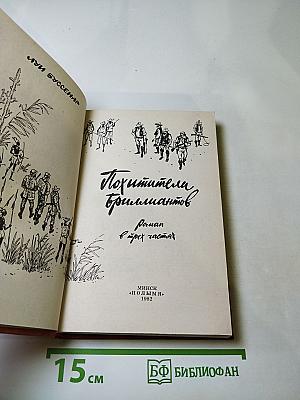 ЛУИ БУССЕНАР
Похитители
Бриллиантов
Роман
в трех частях
МИНСК
«ПОЛЫМЯ»
1992
15 см
БФ БИБЛИОФАН